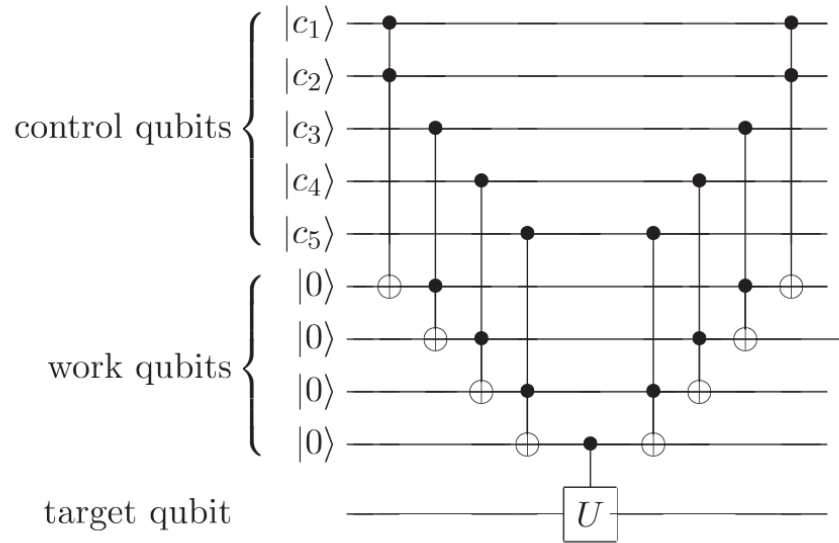 |c₁⟩
|c₂⟩
control qubits |c₃⟩
|c₄⟩
|c₅⟩
|0⟩
|0⟩
work qubits
|0⟩
|0⟩
target qubit U